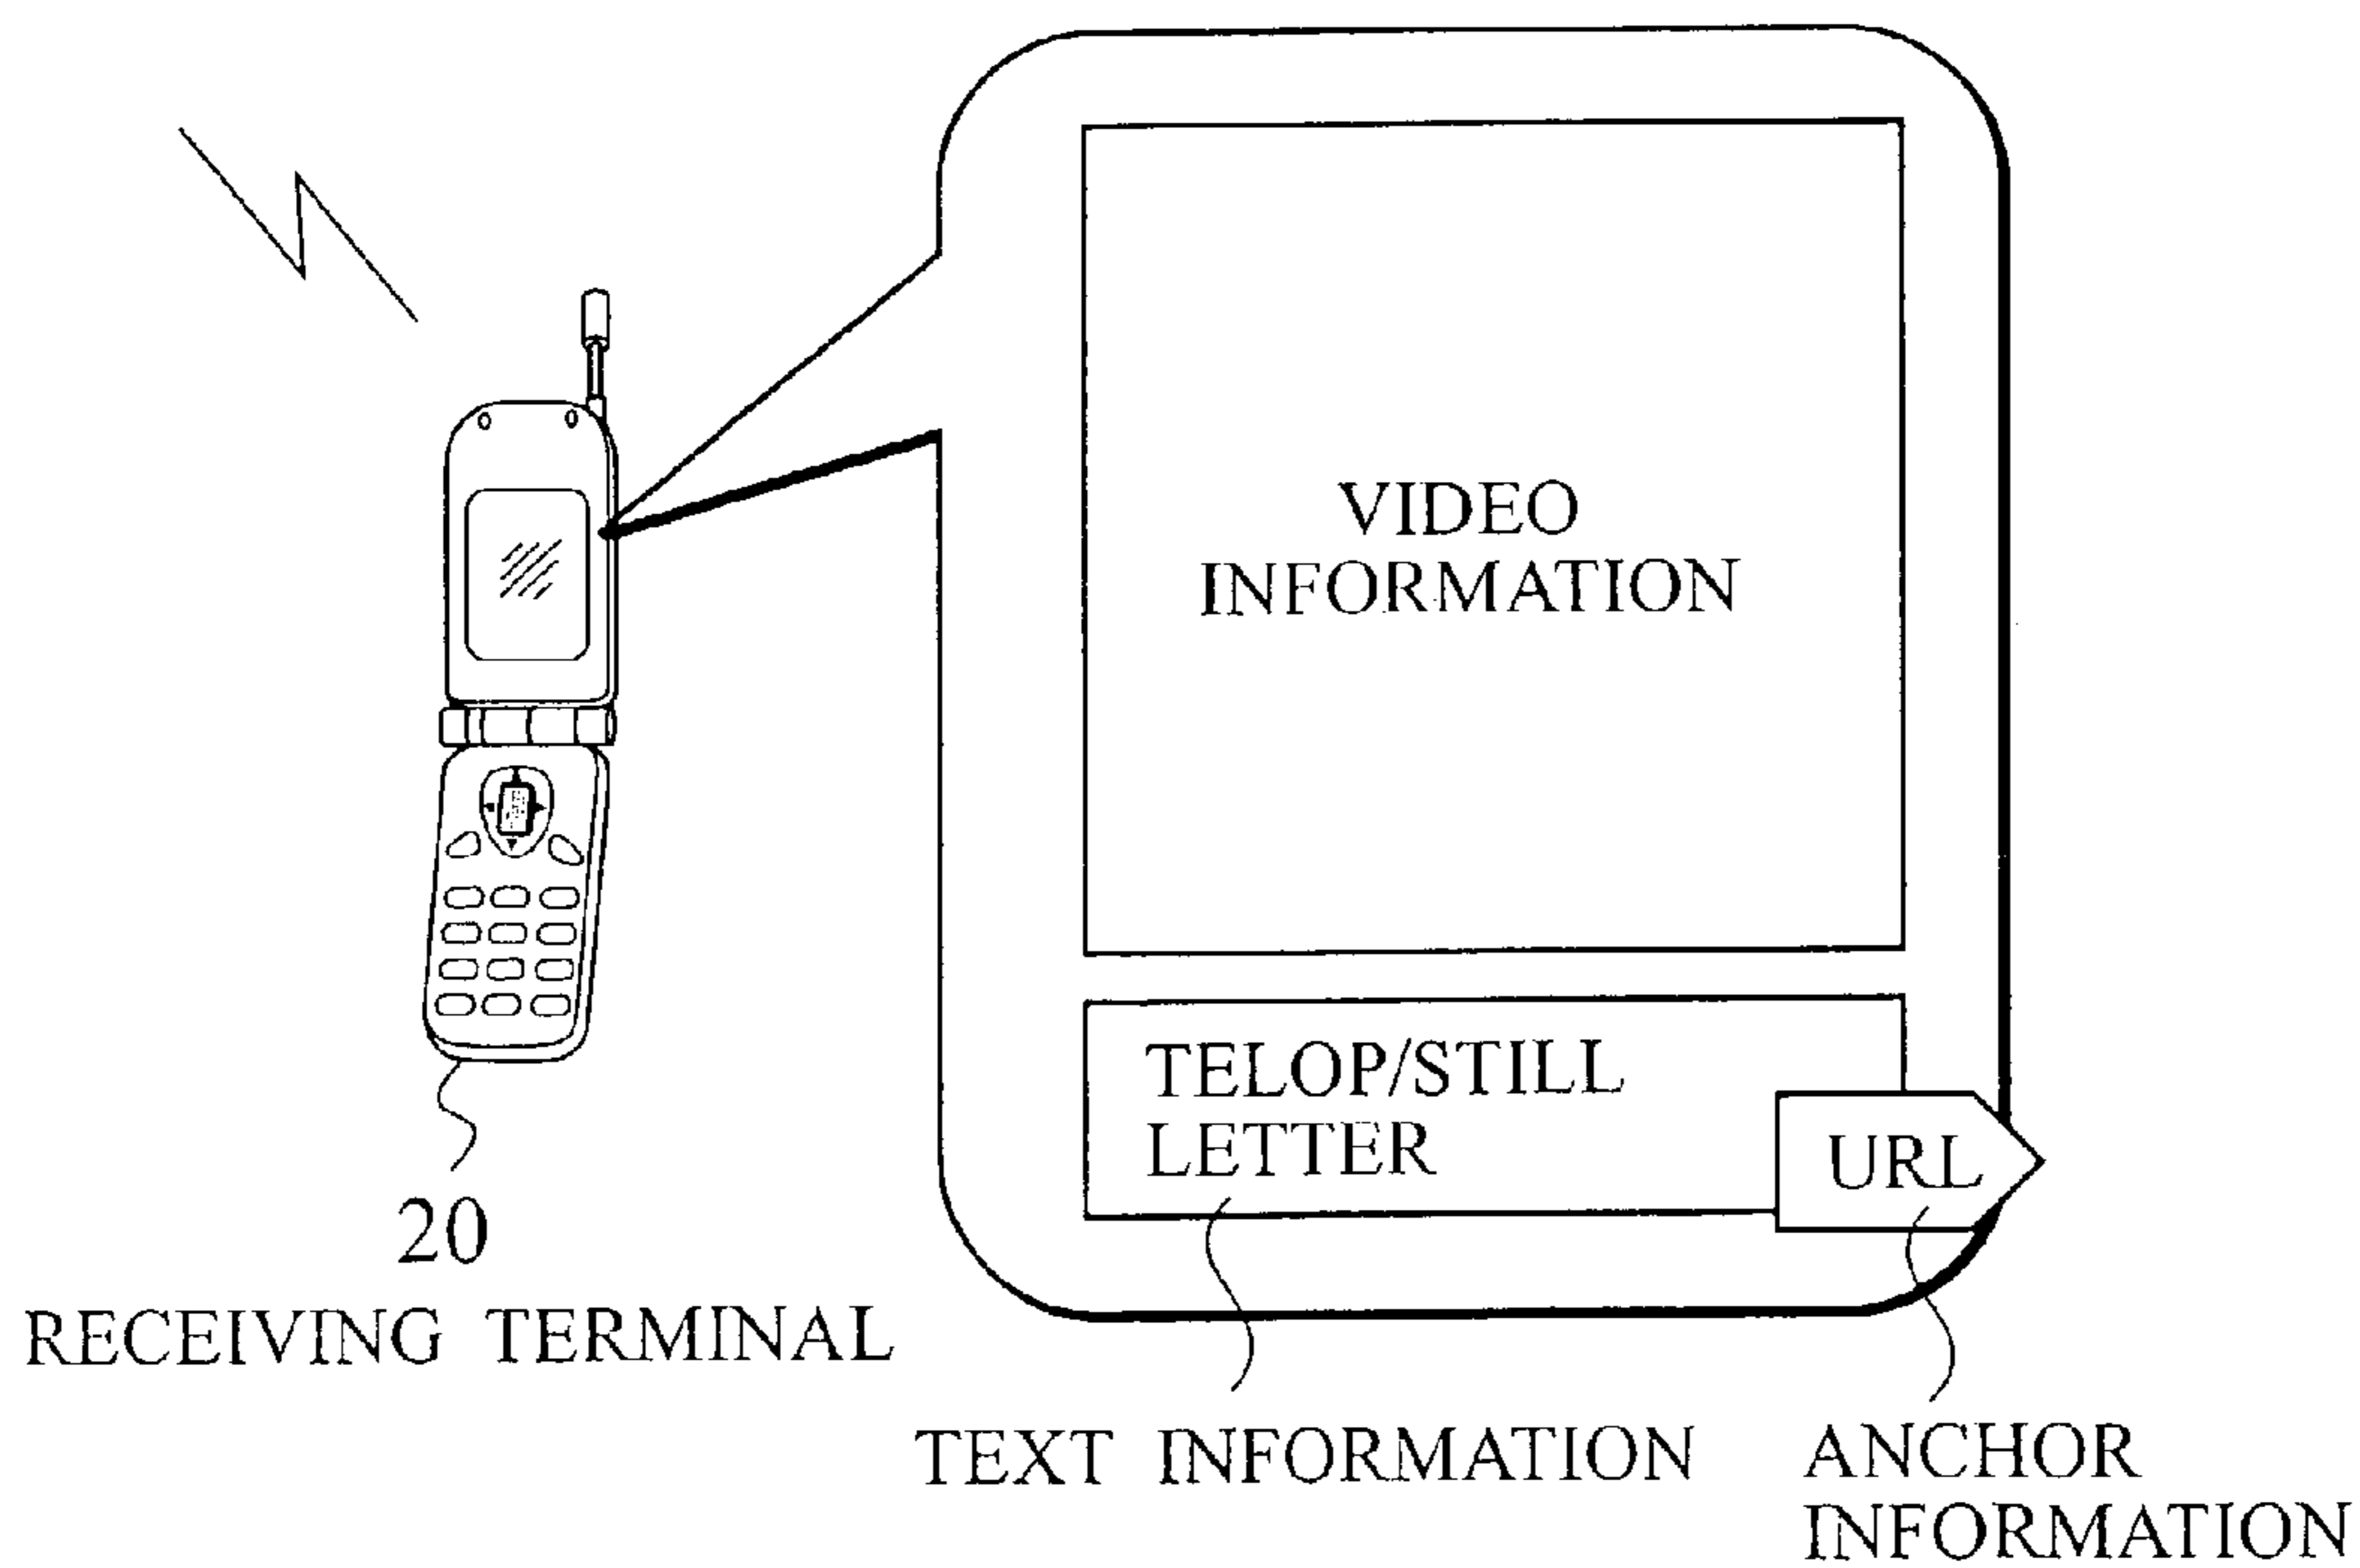 VIDEO
INFORMATION
TELOP/STILL
LETTER
URL
20
RECEIVING TERMINAL
TEXT INFORMATION
ANCHOR
INFORMATION